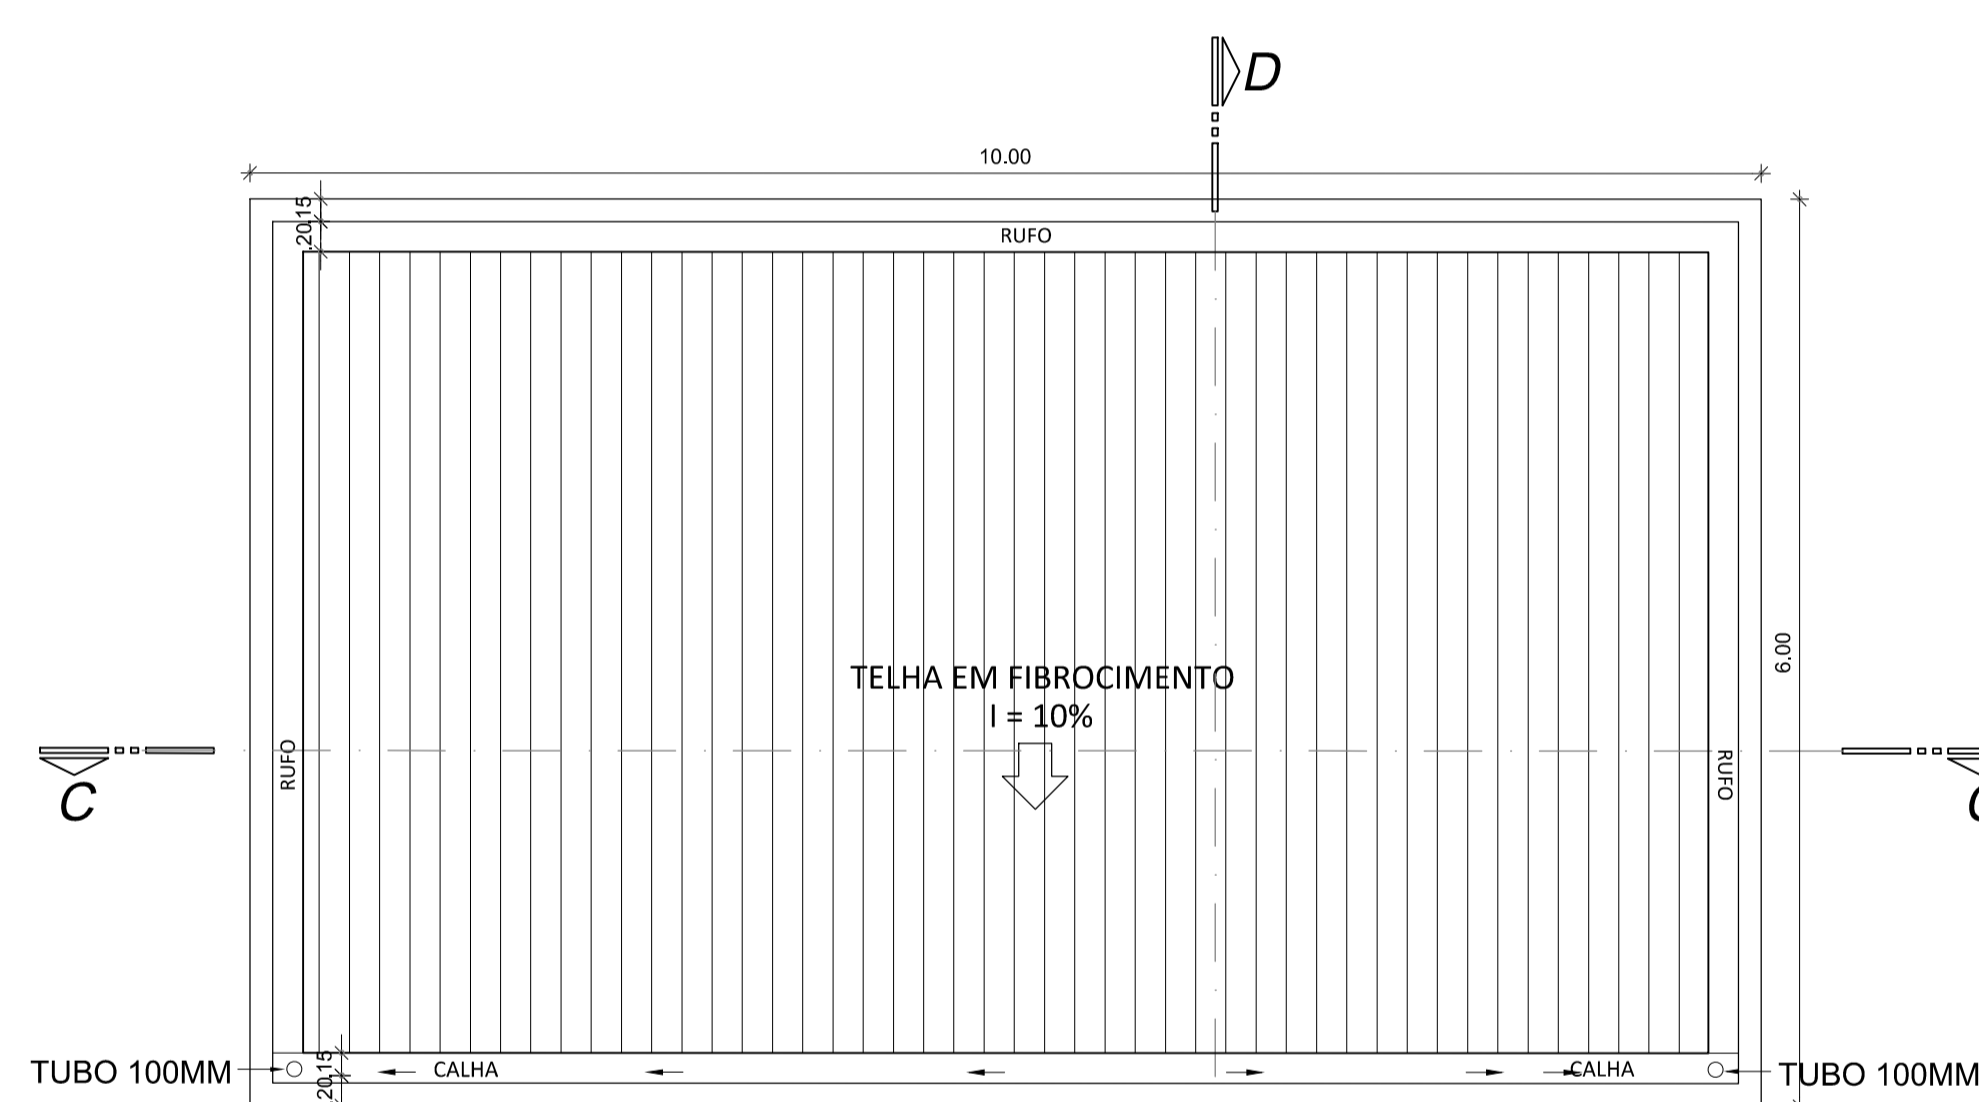 D
10.00
.20 .15
RUFO
TELHA EM FIBROCIMENTO
I = 10%
6.00
RUFO
RUFO
C
TUBO 100MM
.20 .15
CALHA
CALHA
TUBO 100MM